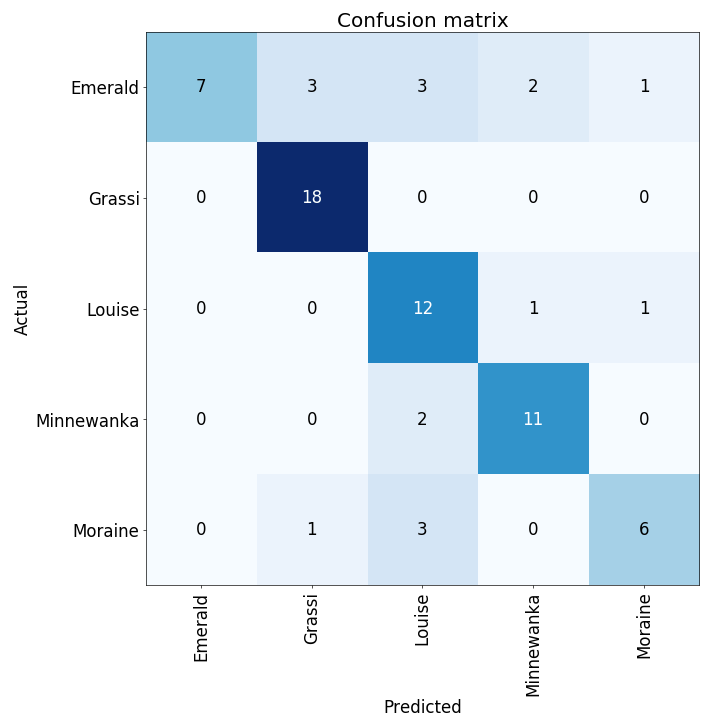 Confusion matrix
Emerald 7 3 3 2 1
Grassi 0 18 0 0 0
Louise 0 0 12 1 1
Minnewanka 0 0 2 11 0
Moraine 0 1 3 0 6
Actual
Emerald Grassi Louise Minnewanka Moraine
Predicted